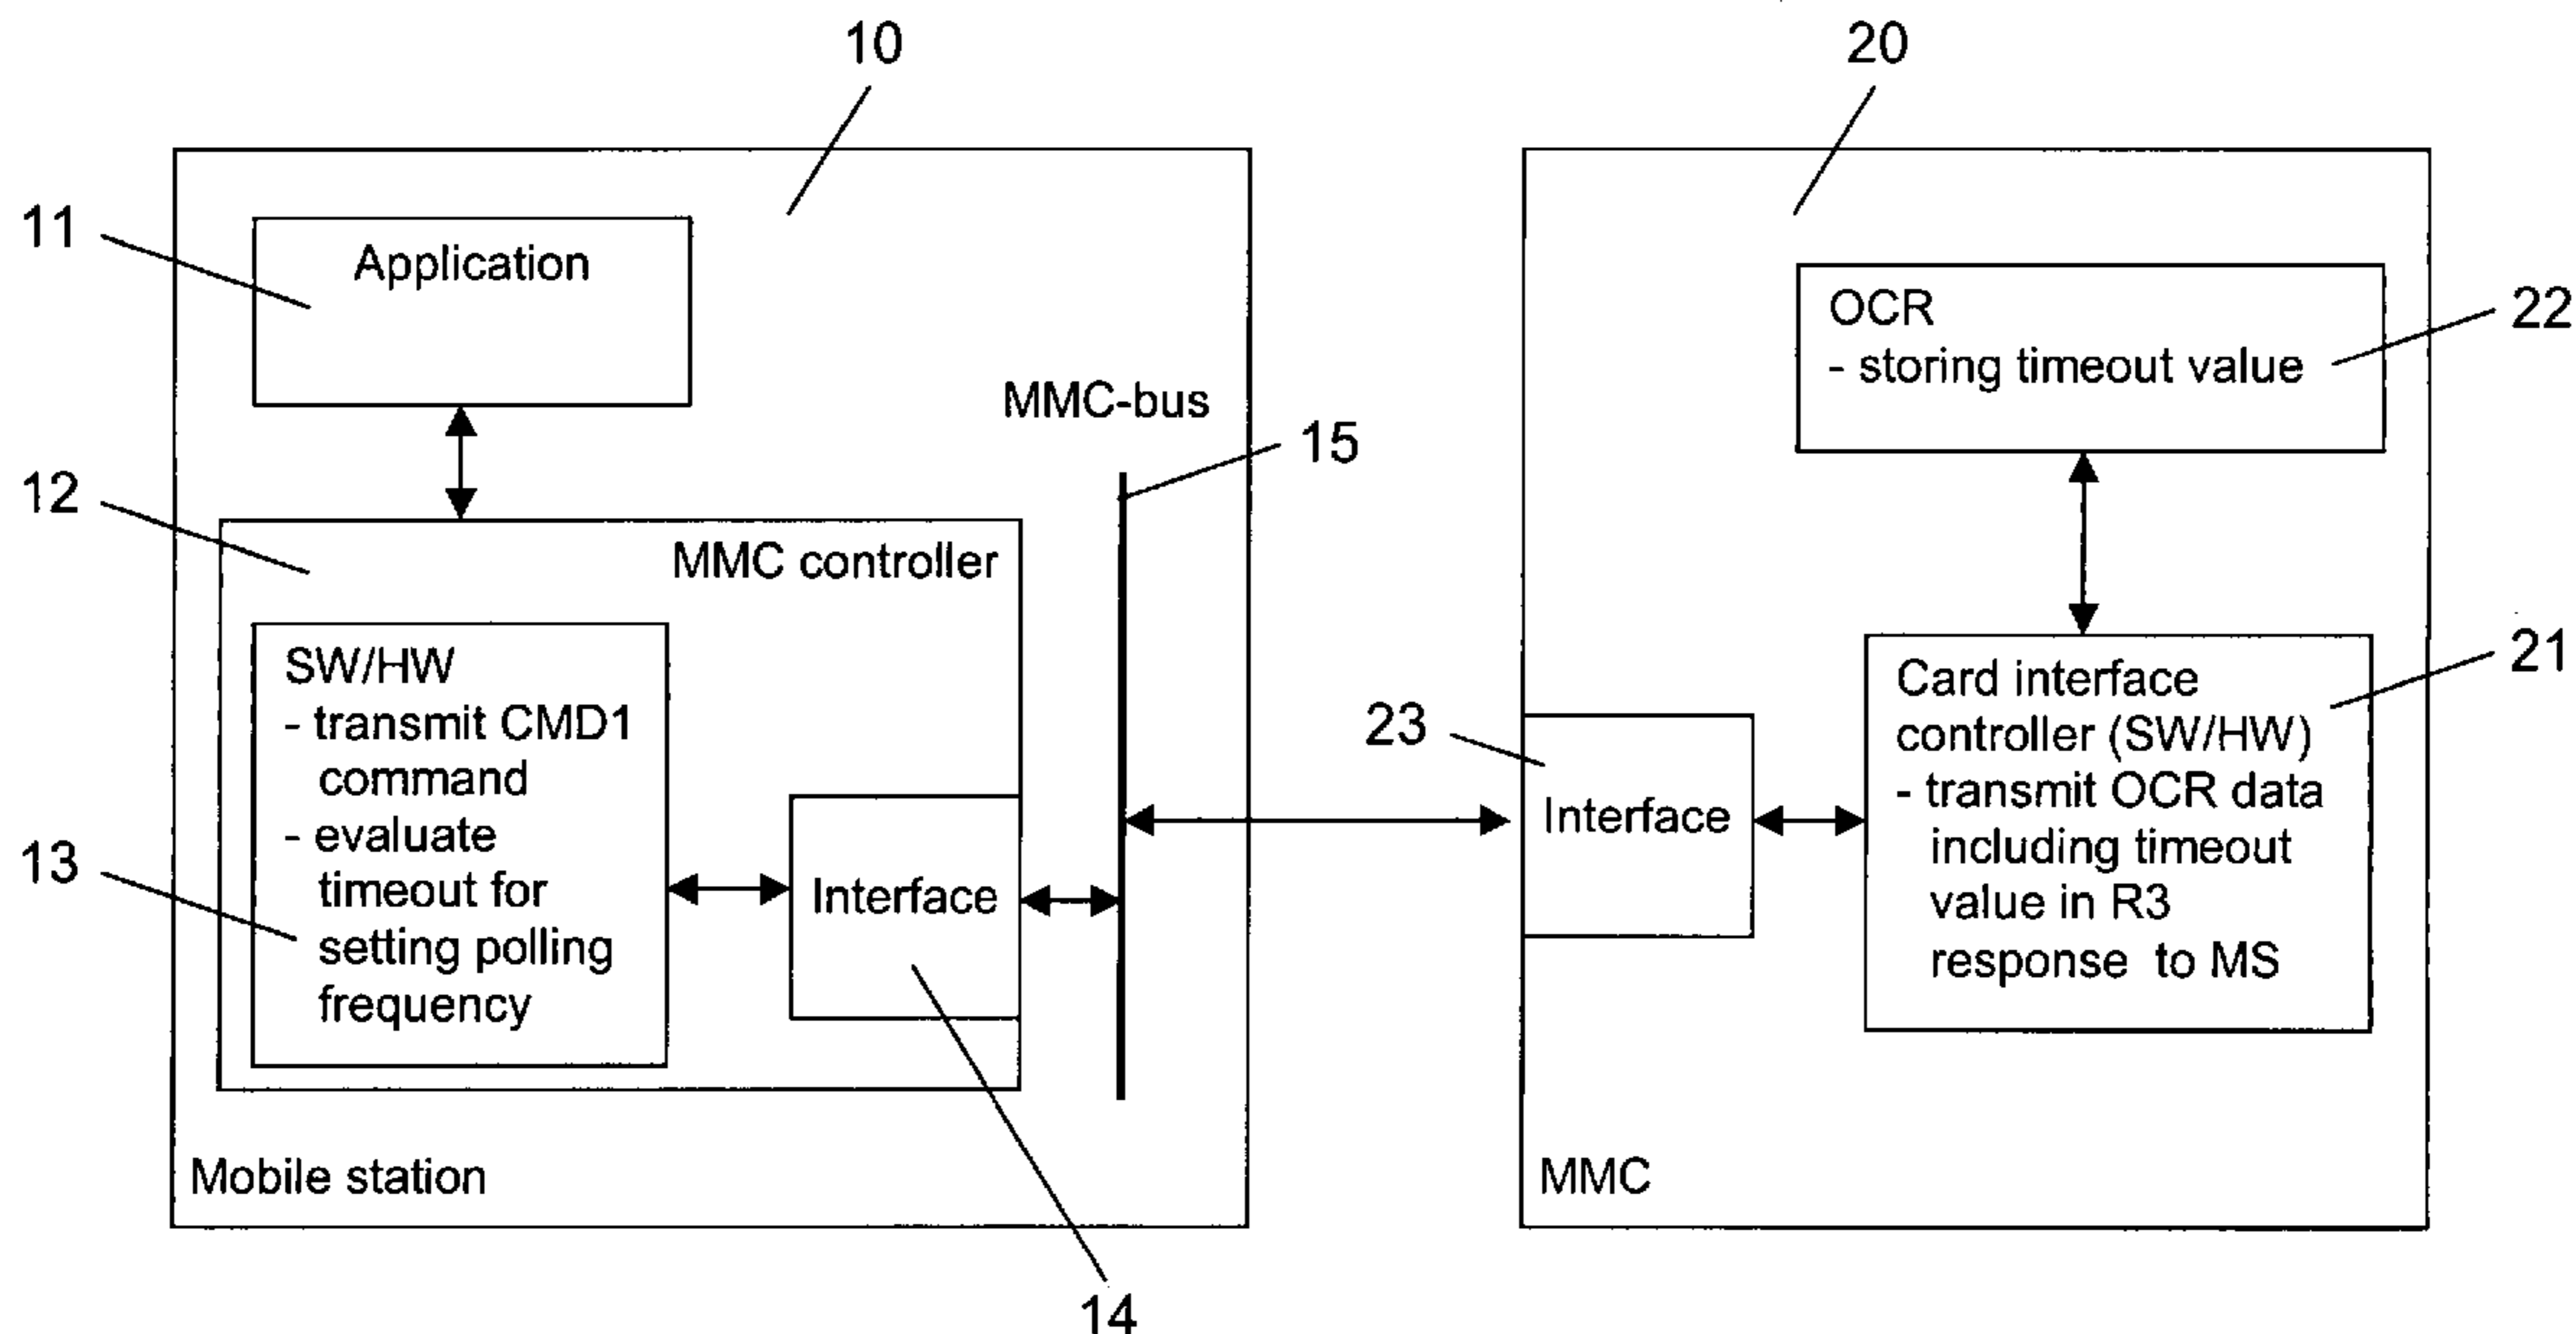 10
20
11
Application
OCR
- storing timeout value
22
MMC-bus
15
12
MMC controller
SW/HW
- transmit CMD1
command
- evaluate
timeout for
setting polling
frequency
13
Interface
14
23
Interface
Card interface
controller (SW/HW)
- transmit OCR data
including timeout
value in R3
response to MS
21
Mobile station
MMC